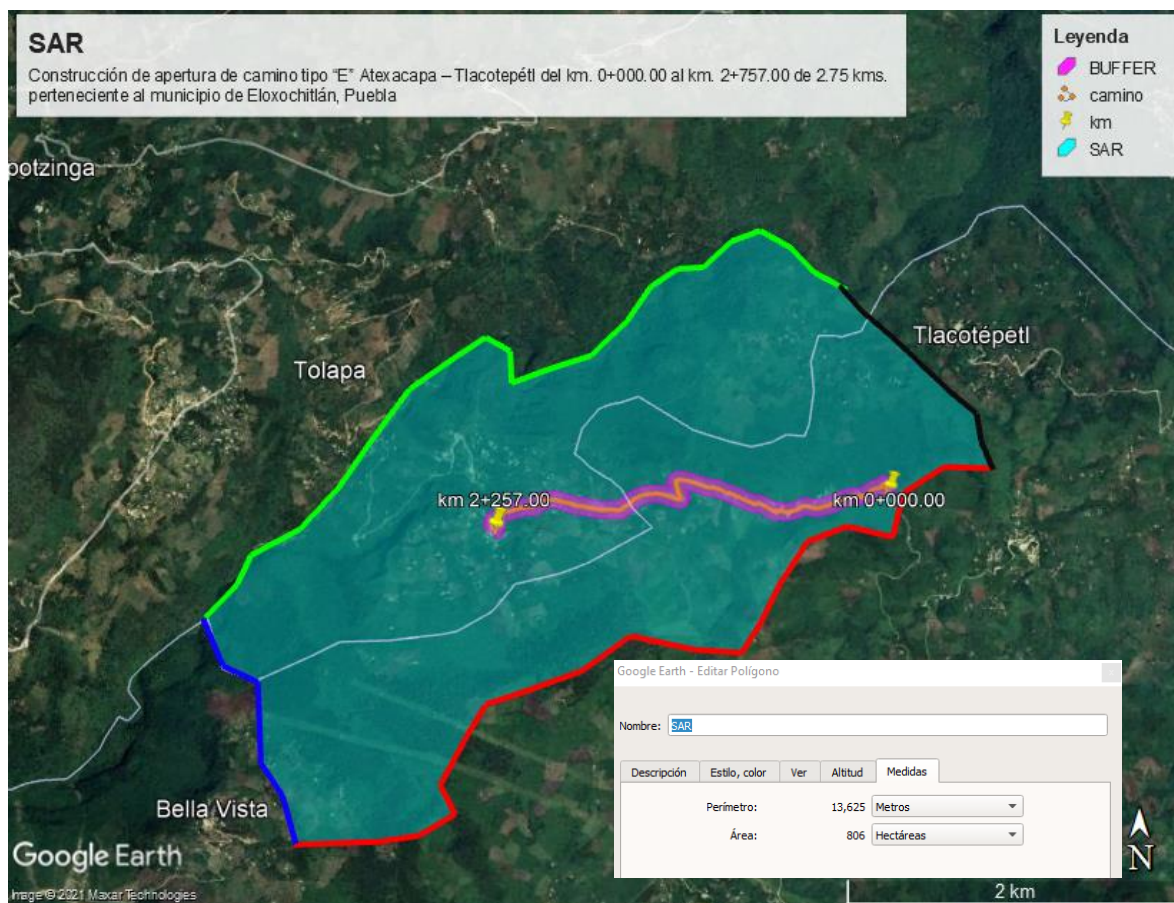 SAR
Construcción de apertura de camino tipo "E" Atexacapa – Tlacotepétl del km. 0+000.00 al km. 2+757.00 de 2.75 kms.
perteneciente al municipio de Eloxochitlán, Puebla
Leyenda
BUFFER
camino
km
SAR
potzinga
Tlacotépetl
Tolapa
km 2+257.00
km 0+000.00
Bella Vista
Google Earth - Editar Polígono
Nombre: SAR
Descripción Estilo, color Ver Altitud Medidas
Perímetro: 13,625 Metros
Área: 806 Hectáreas
Google Earth
N
Image © 2021 Maxar Technologies
2 km